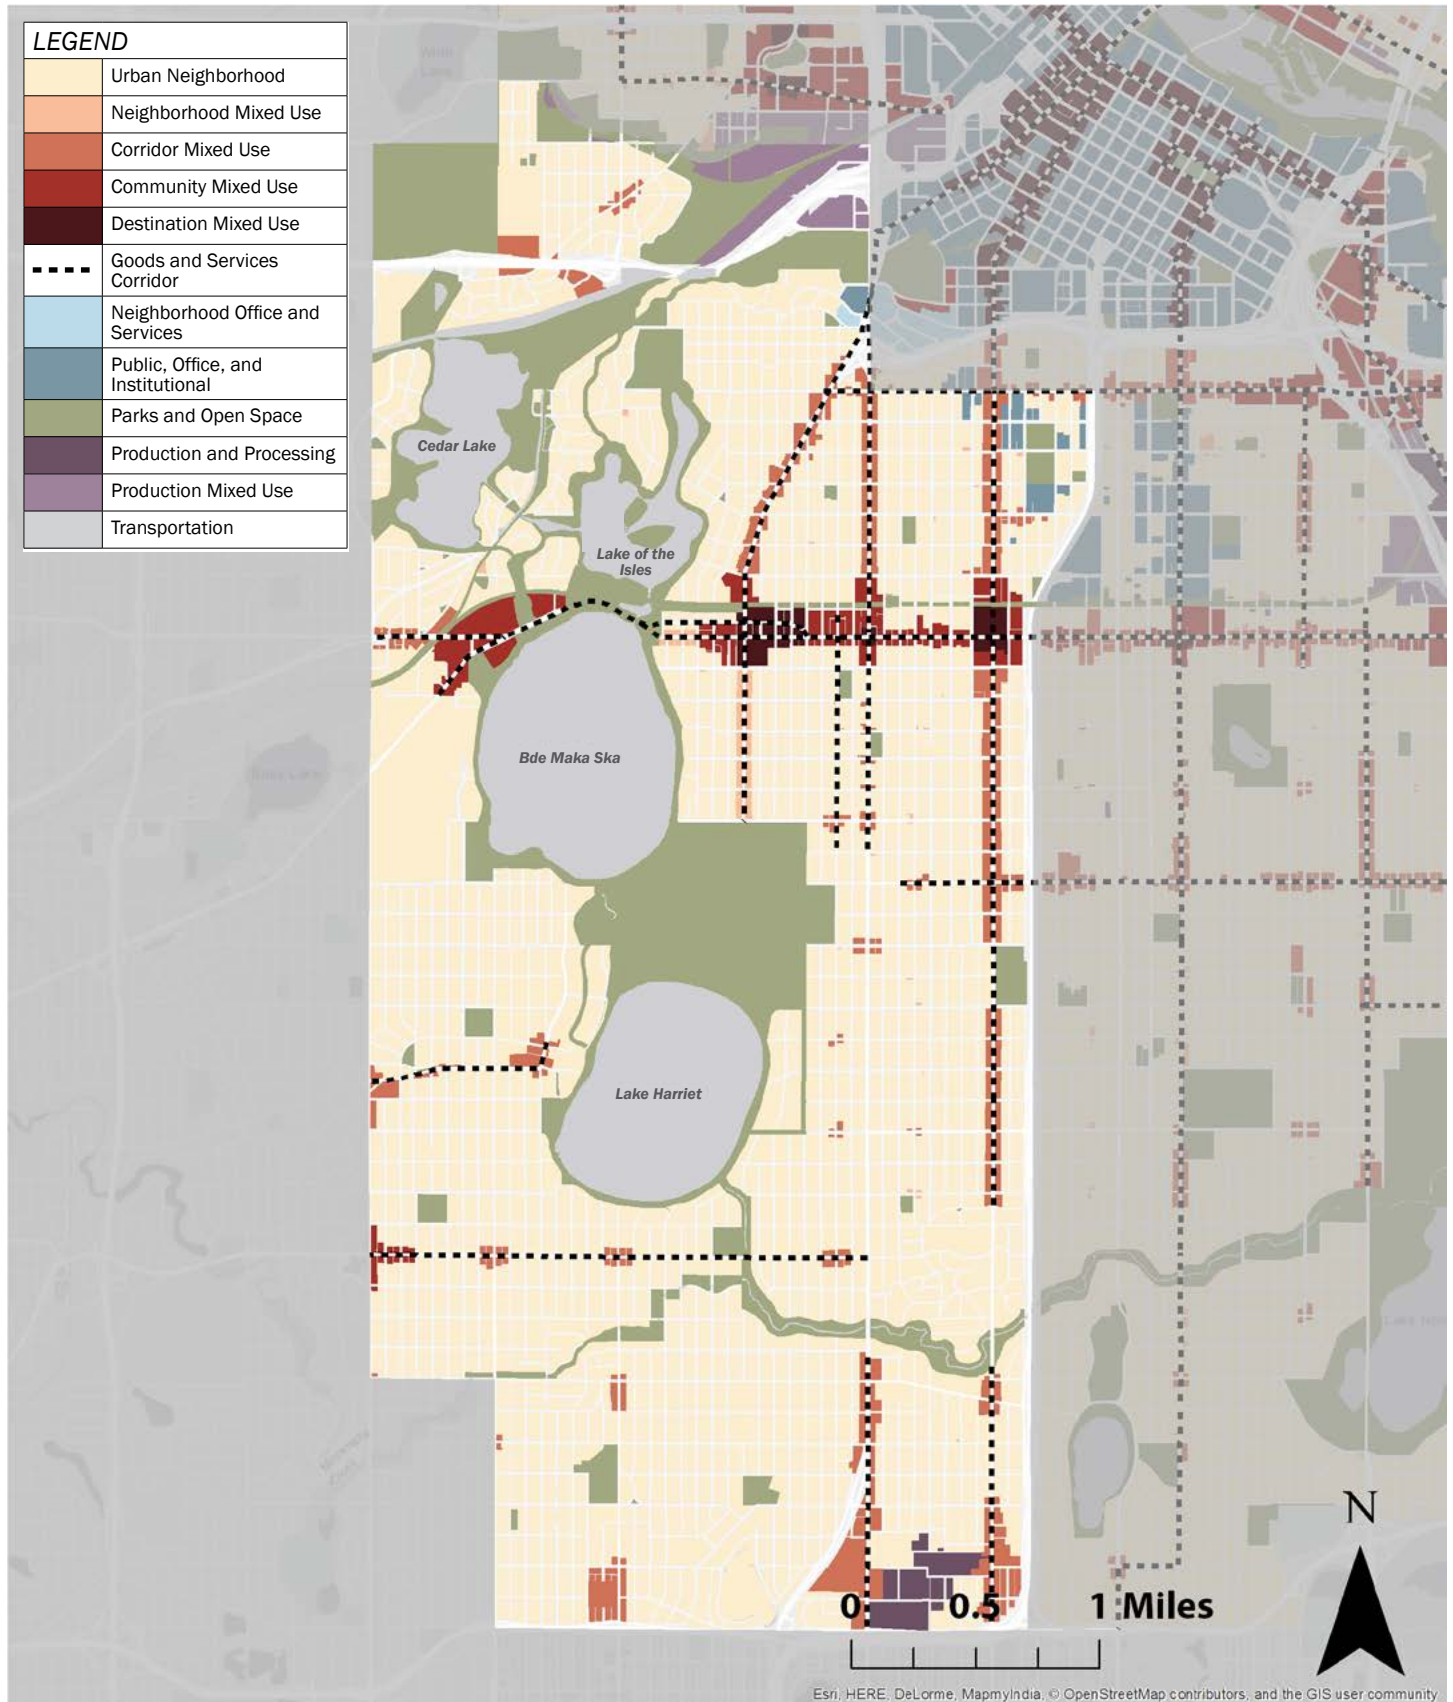 LEGEND
Urban Neighborhood
Neighborhood Mixed Use
Corridor Mixed Use
Community Mixed Use
Destination Mixed Use
Goods and Services
Corridor
Neighborhood Office and
Services
Public, Office, and
Institutional
Parks and Open Space
Production and Processing
Production Mixed Use
Transportation
Cedar Lake
Lake of the
Isles
Bde Maka Ska
Lake Harriet
N
0 0.5 1 Miles
Esri, HERE, DeLorme, MapmyIndia, © OpenStreetMap contributors, and the GIS user community